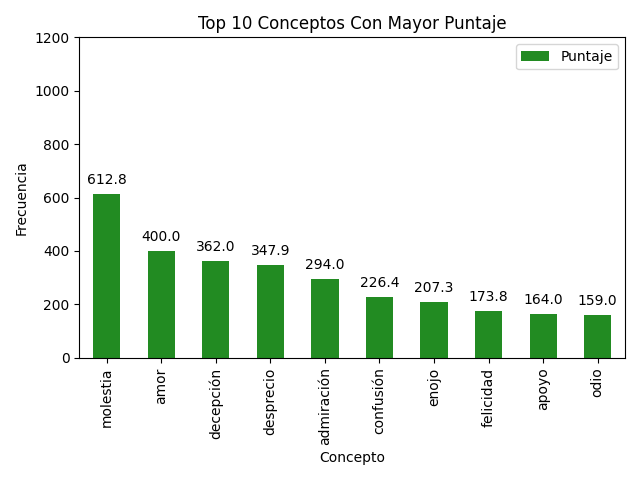 Top 10 Conceptos Con Mayor Puntaje
Puntaje
Frecuencia
1200
1000
800
600
400
200
0
612.8
400.0
362.0
347.9
294.0
226.4
207.3
173.8
164.0
159.0
molestia
amor
decepción
desprecio
admiración
confusión
enojo
felicidad
apoyo
odio
Concepto